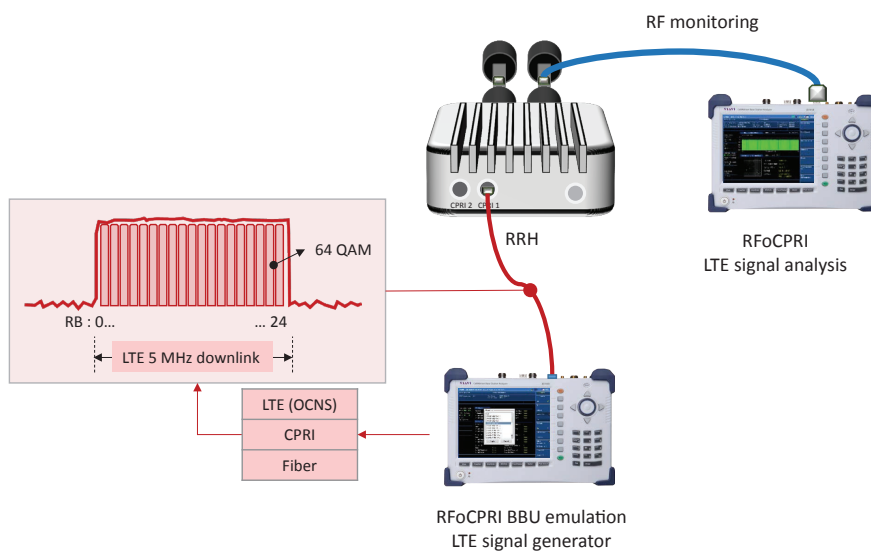 RF monitoring
CPRI 2 CPRI 1
RRH
RFoCPRI
LTE signal analysis
64 QAM
RB : 0... ... 24
LTE 5 MHz downlink
LTE (OCNS)
CPRI
Fiber
RFoCPRI BBU emulation
LTE signal generator